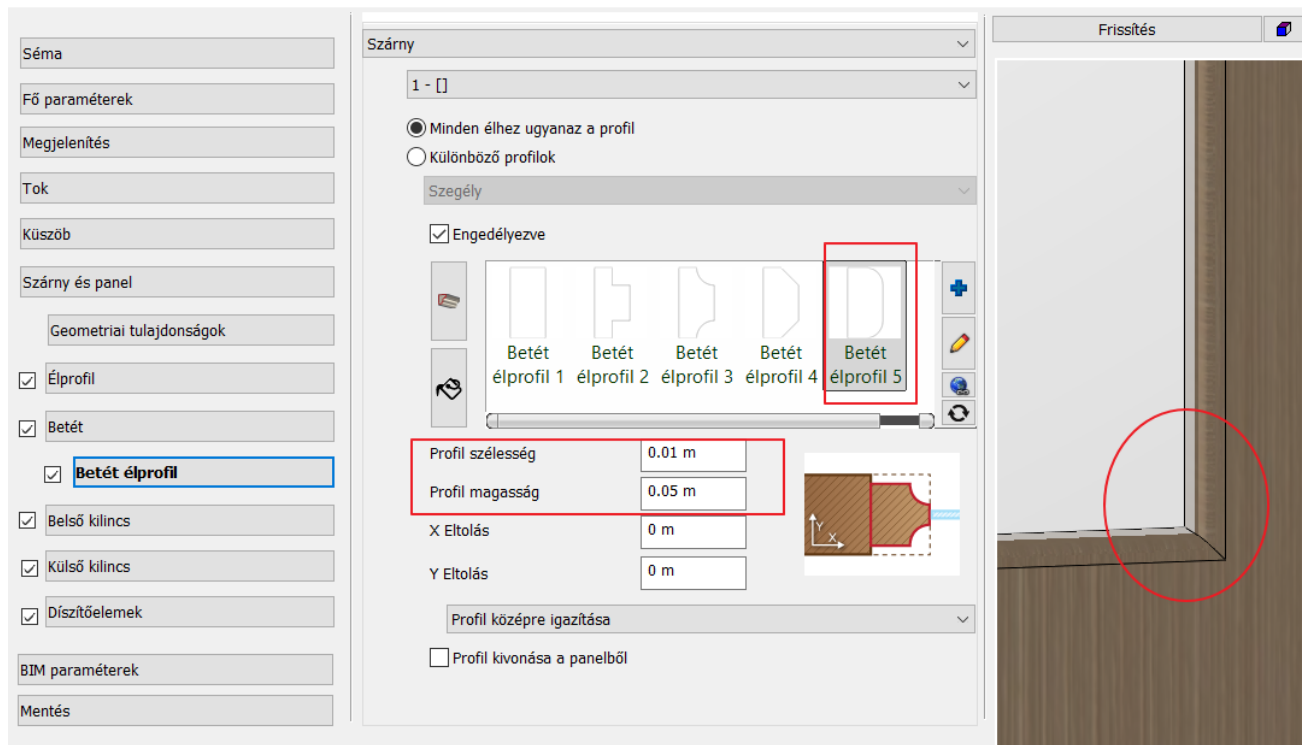 Séma
Fő paraméterek
Megjelenítés
Tok
Küszöb
Szárny és panel
Geometriai tulajdonságok
Élprofil
Betét
Betét élprofil
Belső kilincs
Külső kilincs
Díszítőelemek
BIM paraméterek
Mentés
Szárny
1 - []
Minden élhez ugyanaz a profil
Különböző profilok
Szegély
Engedélyezve
Betét élprofil 1
Betét élprofil 2
Betét élprofil 3
Betét élprofil 4
Betét élprofil 5
Profil szélesség 0.01 m
Profil magasság 0.05 m
X Eltolás 0 m
Y Eltolás 0 m
Y
X
Profil középre igazítása
Profil kivonása a panelből
Frissítés